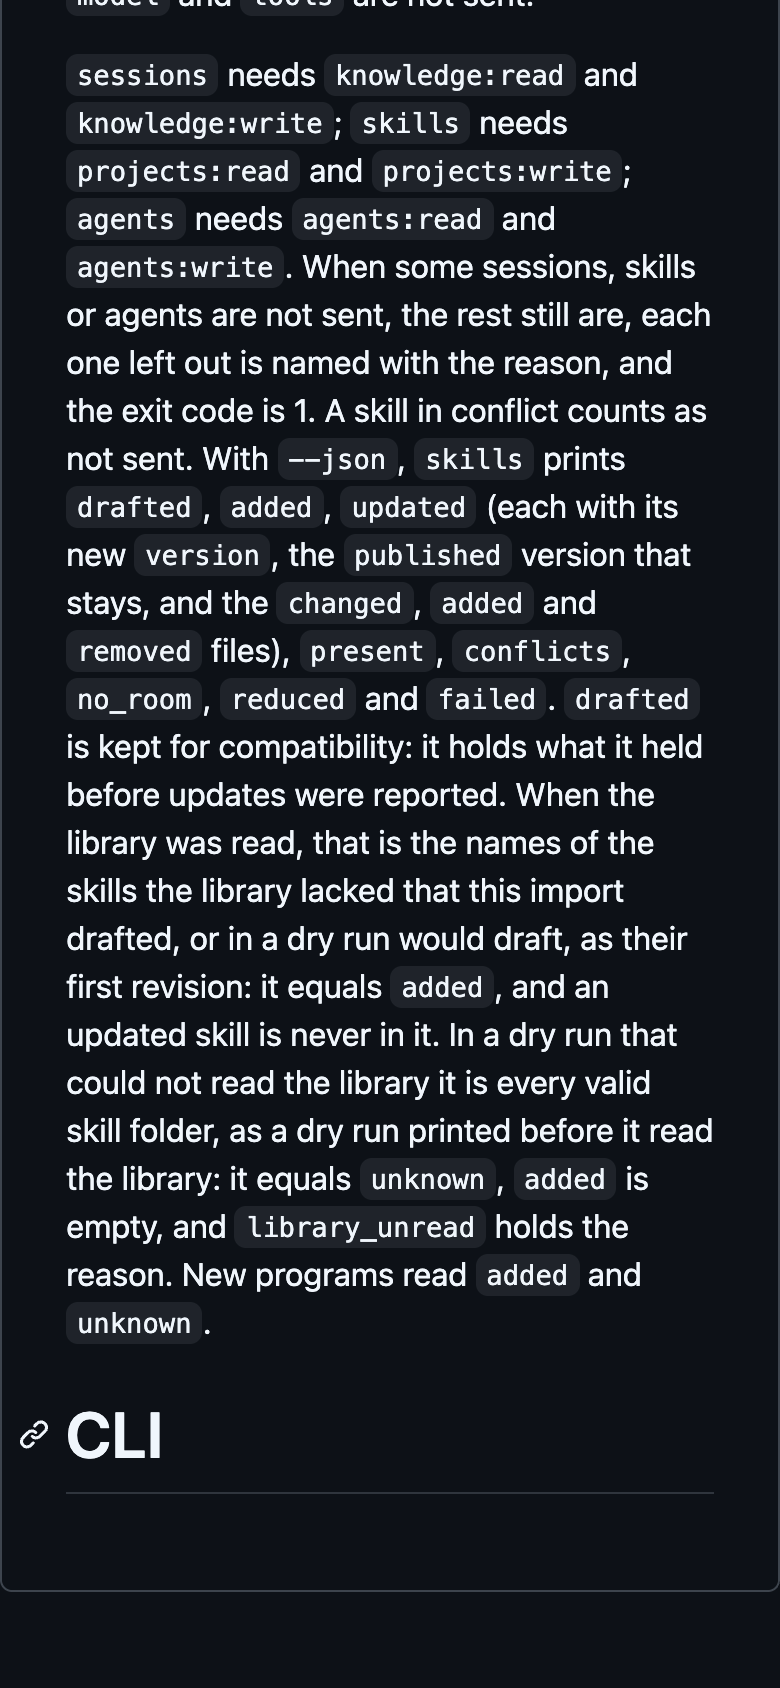 model and tools are not sent.
sessions needs knowledge:read and
knowledge:write ; skills needs
projects:read and projects:write ;
agents needs agents:read and
agents:write . When some sessions, skills
or agents are not sent, the rest still are, each
one left out is named with the reason, and
the exit code is 1. A skill in conflict counts as
not sent. With --json , skills prints
drafted , added , updated (each with its
new version , the published version that
stays, and the changed , added and
removed files), present , conflicts ,
no_room , reduced and failed . drafted
is kept for compatibility: it holds what it held
before updates were reported. When the
library was read, that is the names of the
skills the library lacked that this import
drafted, or in a dry run would draft, as their
first revision: it equals added , and an
updated skill is never in it. In a dry run that
could not read the library it is every valid
skill folder, as a dry run printed before it read
the library: it equals unknown , added is
empty, and library_unread holds the
reason. New programs read added and
unknown .
CLI